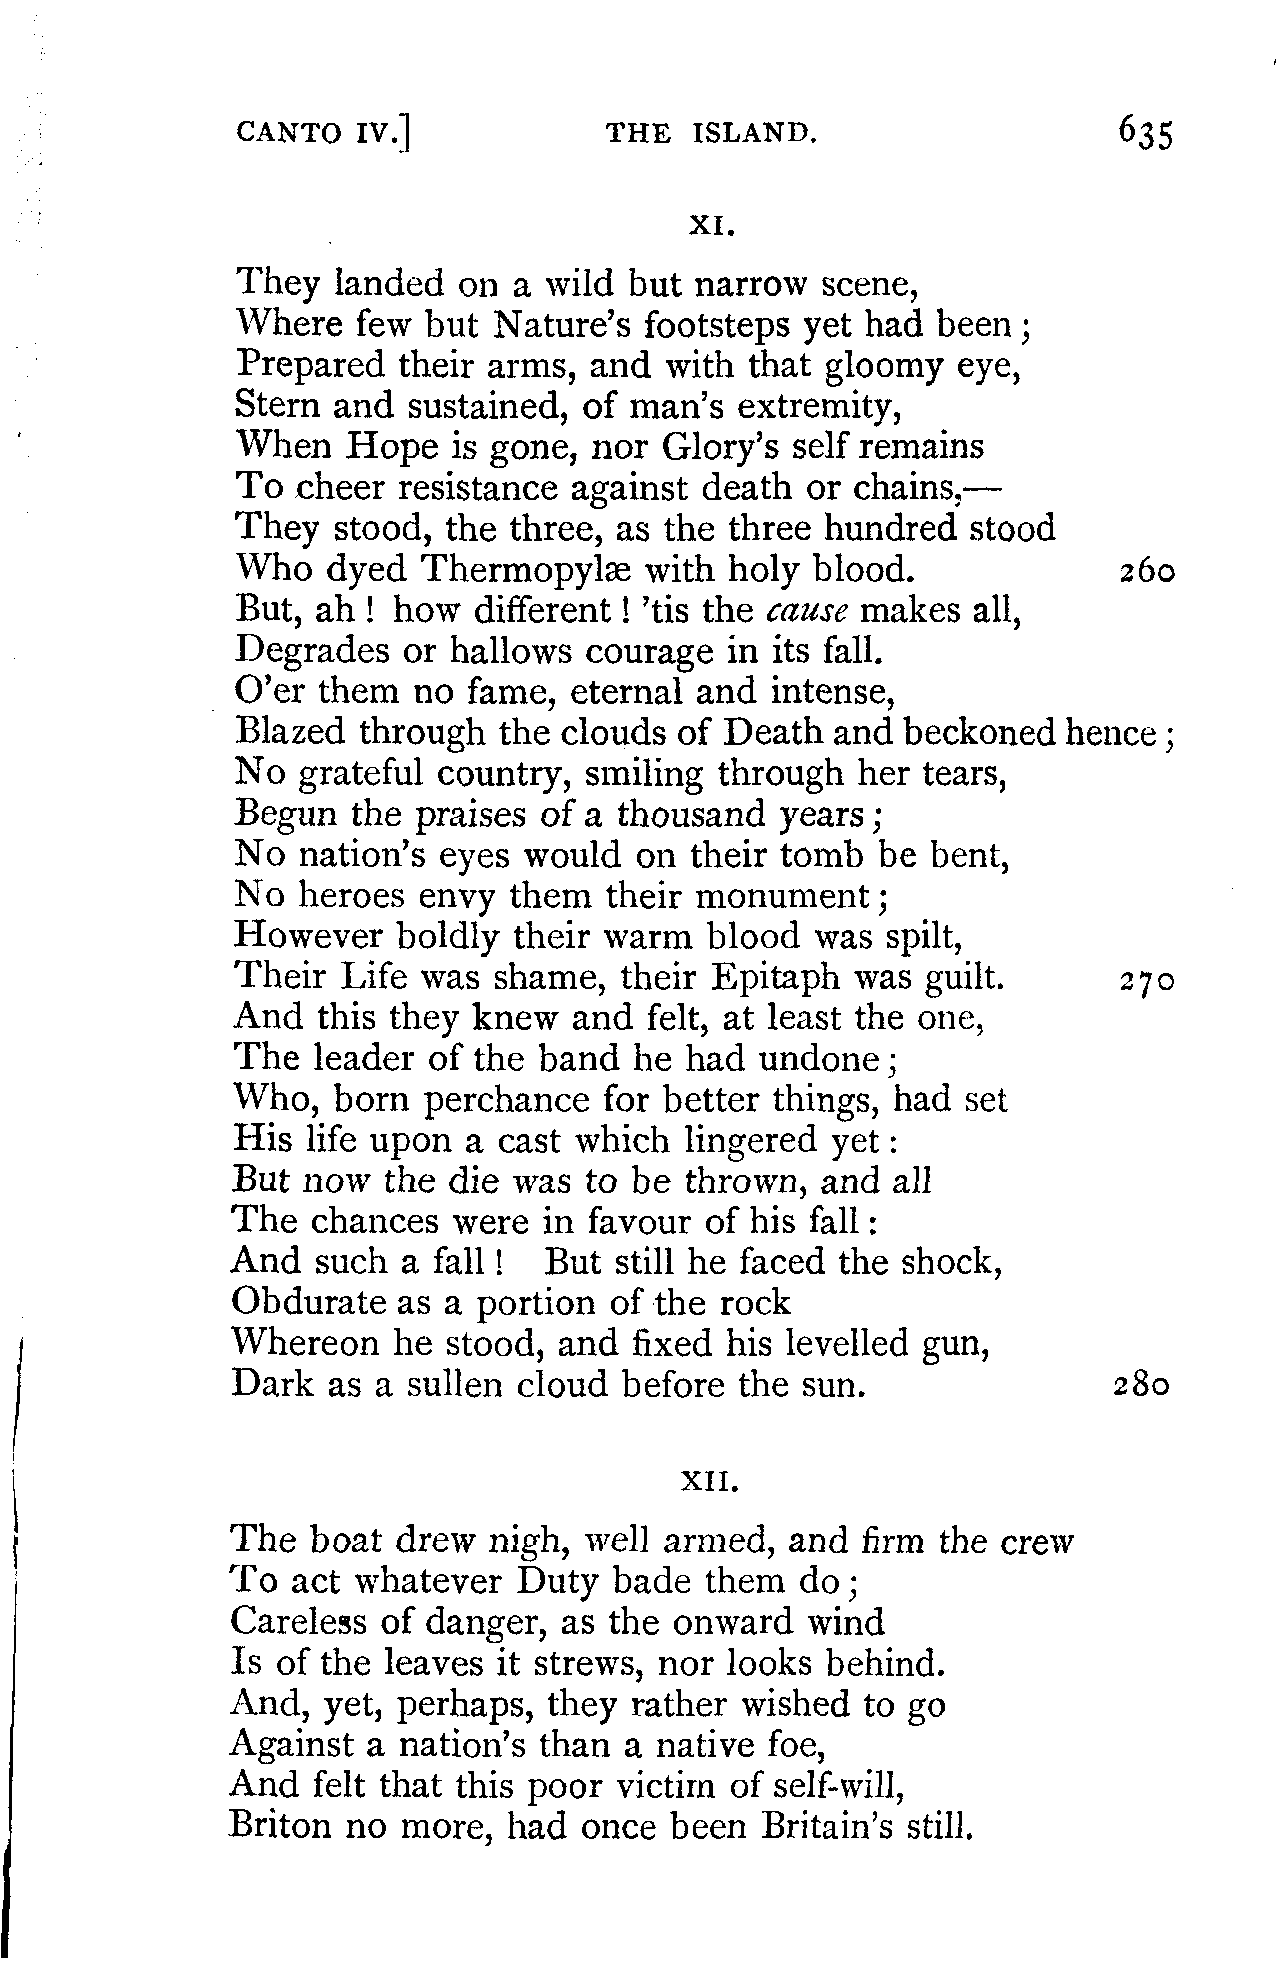 CANTO IV.] THE ISLAND. 635
XI.
They landed on a wild but narrow scene,
Where few but Nature's footsteps yet had been;
Prepared their arms, and with that gloomy eye,
Stern and sustained, of man's extremity,
When Hope is gone, nor Glory's self remains
To cheer resistance against death or chains,—
They stood, the three, as the three hundred stood
Who dyed Thermopylæ with holy blood. 260
But, ah! how different! 'tis the cause makes all,
Degrades or hallows courage in its fall.
O'er them no fame, eternal and intense,
Blazed through the clouds of Death and beckoned hence;
No grateful country, smiling through her tears,
Begun the praises of a thousand years;
No nation's eyes would on their tomb be bent,
No heroes envy them their monument;
However boldly their warm blood was spilt,
Their Life was shame, their Epitaph was guilt. 270
And this they knew and felt, at least the one,
The leader of the band he had undone;
Who, born perchance for better things, had set
His life upon a cast which lingered yet:
But now the die was to be thrown, and all
The chances were in favour of his fall:
And such a fall! But still he faced the shock,
Obdurate as a portion of the rock
Whereon he stood, and fixed his levelled gun,
Dark as a sullen cloud before the sun. 280
XII.
The boat drew nigh, well armed, and firm the crew
To act whatever Duty bade them do;
Careless of danger, as the onward wind
Is of the leaves it strews, nor looks behind.
And, yet, perhaps, they rather wished to go
Against a nation's than a native foe,
And felt that this poor victim of self-will,
Briton no more, had once been Britain's still.